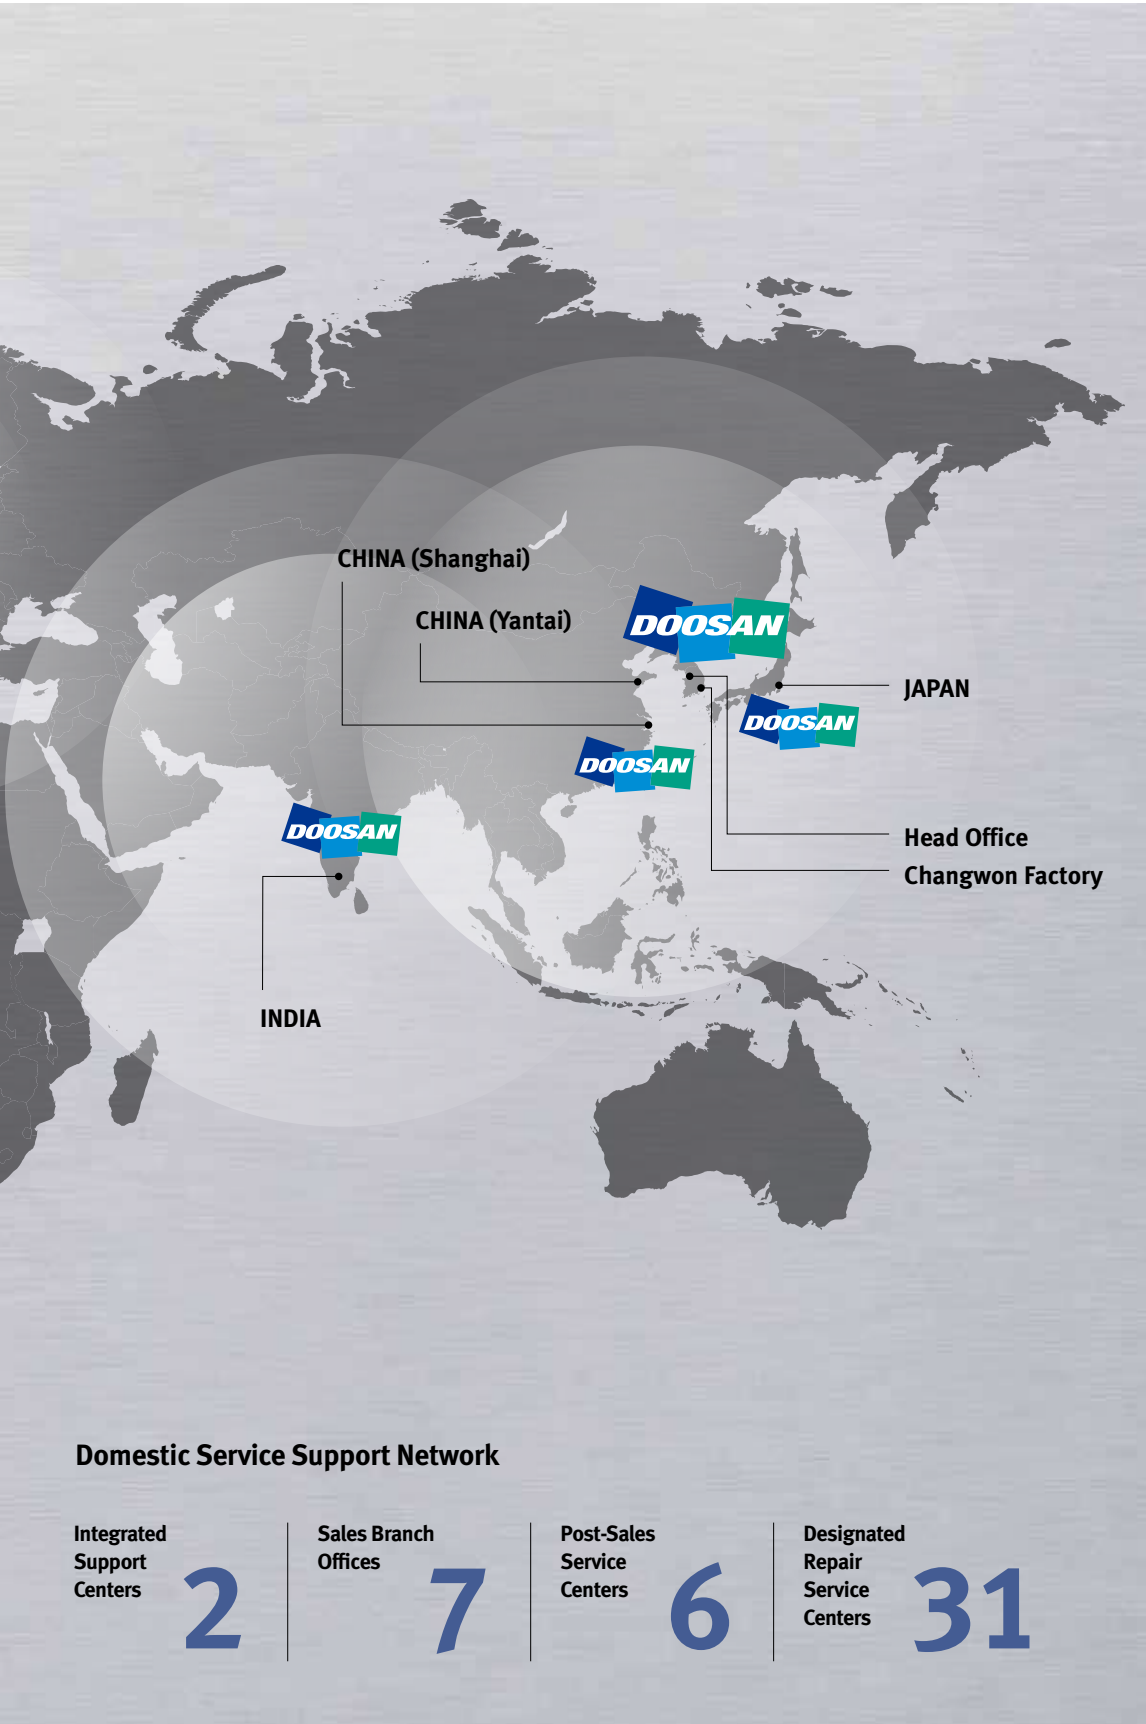 CHINA (Shanghai)
CHINA (Yantai)
DOOSAN
JAPAN
DOOSAN
DOOSAN
DOOSAN
Head Office
Changwon Factory
INDIA
Domestic Service Support Network
Integrated
Support
Centers
2
Sales Branch
Offices
7
Post-Sales
Service
Centers
6
Designated
Repair
Service
Centers
31